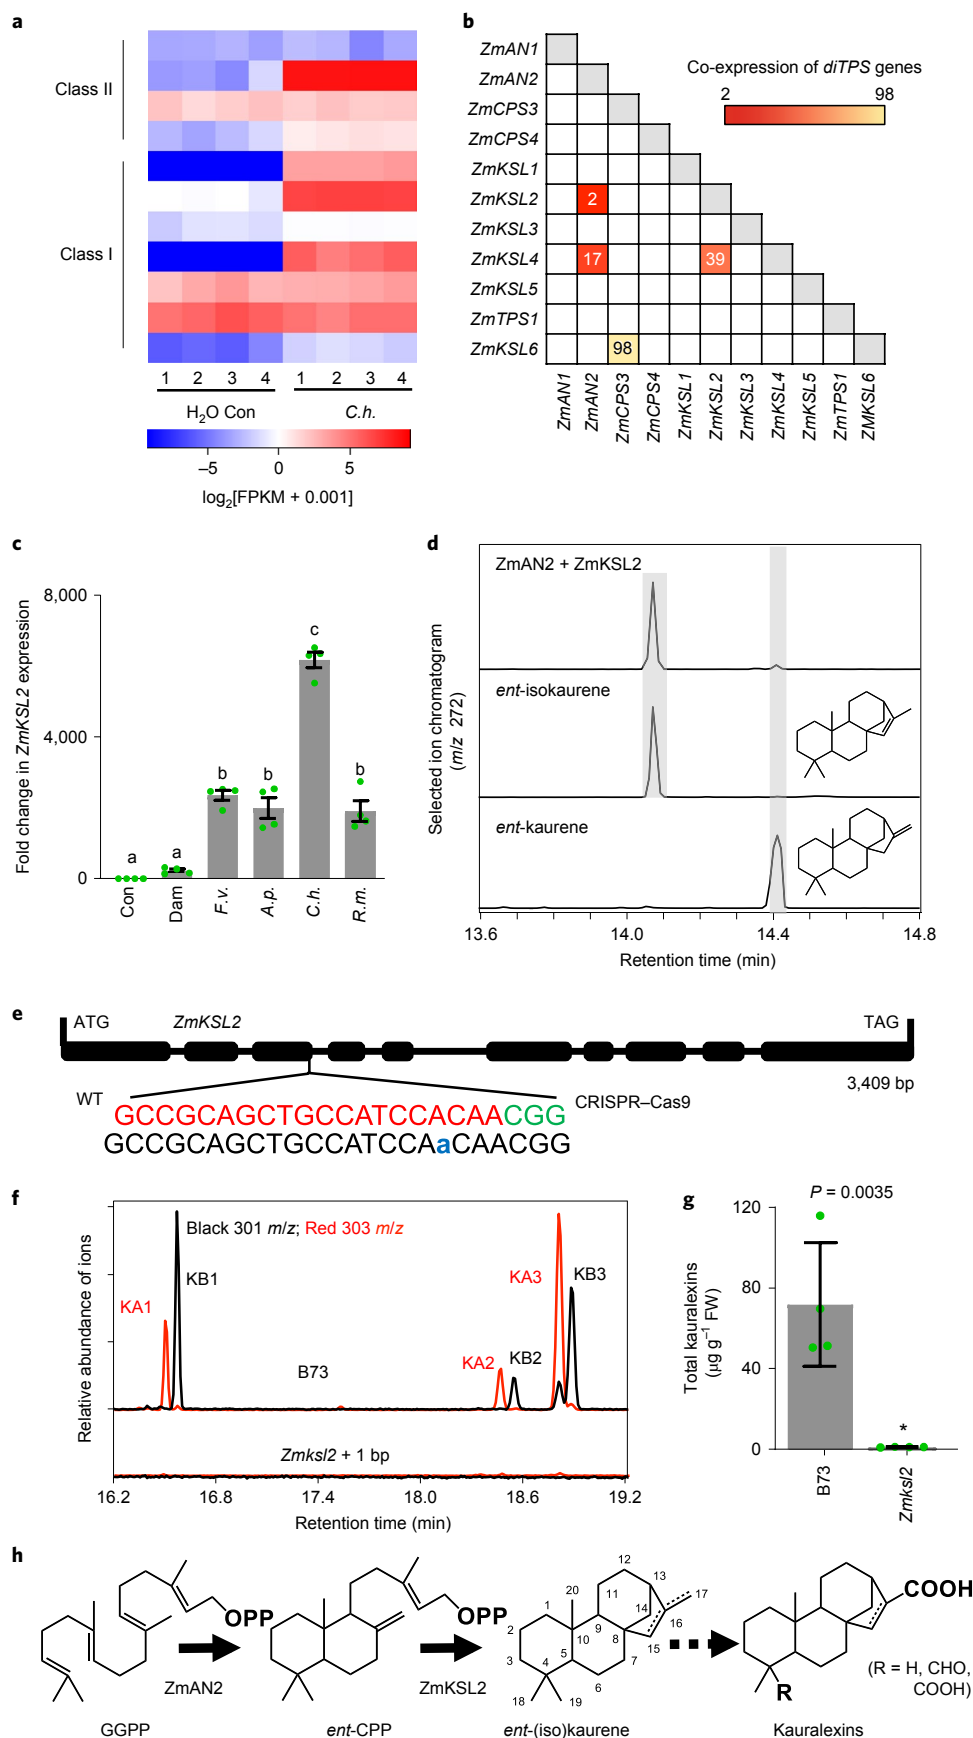 a
Class II
Class I
1 2 3 4 1 2 3 4
H2O Con C.h.
–5 0 5
log2[FPKM + 0.001]
b
Co-expression of diTPS genes
2 98
ZmAN1
ZmAN2
ZmCPS3
ZmCPS4
ZmKSL1
ZmKSL2
2
ZmKSL3
ZmKSL4
17 39
ZmKSL5
ZmTPS1
ZmKSL6
98
ZmAN1 ZmAN2 ZmCPS3 ZmCPS4 ZmKSL1 ZmKSL2 ZmKSL3 ZmKSL4 ZmKSL5 ZmTPS1 ZMKSL6
c
Fold change in ZmKSL2 expression
8,000
4,000
0
a a b b c b
Con Dam F.v. A.p. C.h. R.m.
d
Selected ion chromatogram
(m/z 272)
ZmAN2 + ZmKSL2
ent-isokaurene
ent-kaurene
13.6 14.0 14.4 14.8
Retention time (min)
e
ATG ZmKSL2 TAG
3,409 bp
WT CRISPR–Cas9
GCCGCAGCTGCCATCCACAACGG
GCCGCAGCTGCCATCCAaCAACGG
f
Relative abundance of ions
Black 301 m/z; Red 303 m/z
KA1 KB1 KA2 KB2 KA3 KB3
B73
Zmksl2 + 1 bp
16.2 16.8 17.4 18.0 18.6 19.2
Retention time (min)
g
P = 0.0035
Total kauralexins
(µg g–1 FW)
120
80
40
0
*
B73 Zmksl2
h
OPP
ZmAN2
GGPP
OPP
ZmKSL2
ent-CPP
1 2 3 4 5 6 7 8 9 10 11 12 13 14 15 16 17 18 19 20
ent-(iso)kaurene
COOH
R
(R = H, CHO,
COOH)
Kauralexins